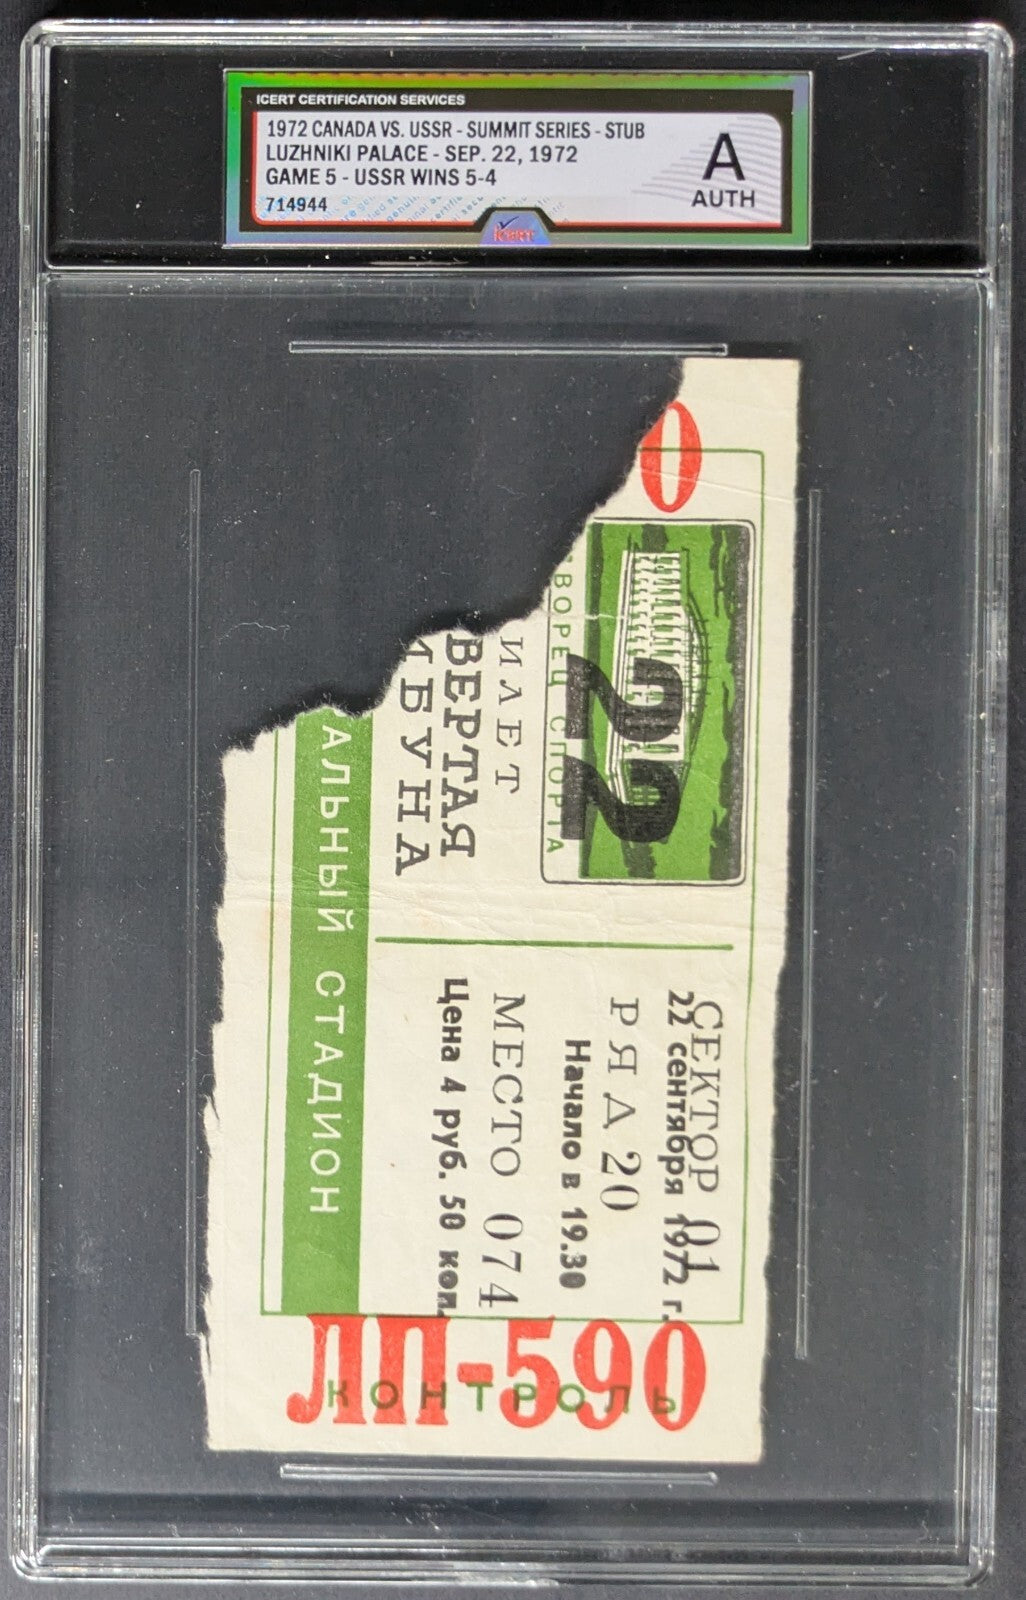 ICERT CERTIFICATION SERVICES
1972 CANADA VS. USSR - SUMMIT SERIES - STUB
LUZHNIKI PALACE - SEP. 22, 1972
GAME 5 - USSR WINS 5-4
714944
A
AUTH
iCERT
0
ВОРЕЦ СПОРТА
22
ИЛЕТ
ВЕРТАЯ
ИБУНА
АЛЬНЫЙ СТАДИОН
СЕКТОР 01
22 сентября 1972 г.
РЯД 20
Начало в 19.30
МЕСТО 074
Цена 4 руб. 50 коп.
ЛП-590
КОНТРОЛЬ